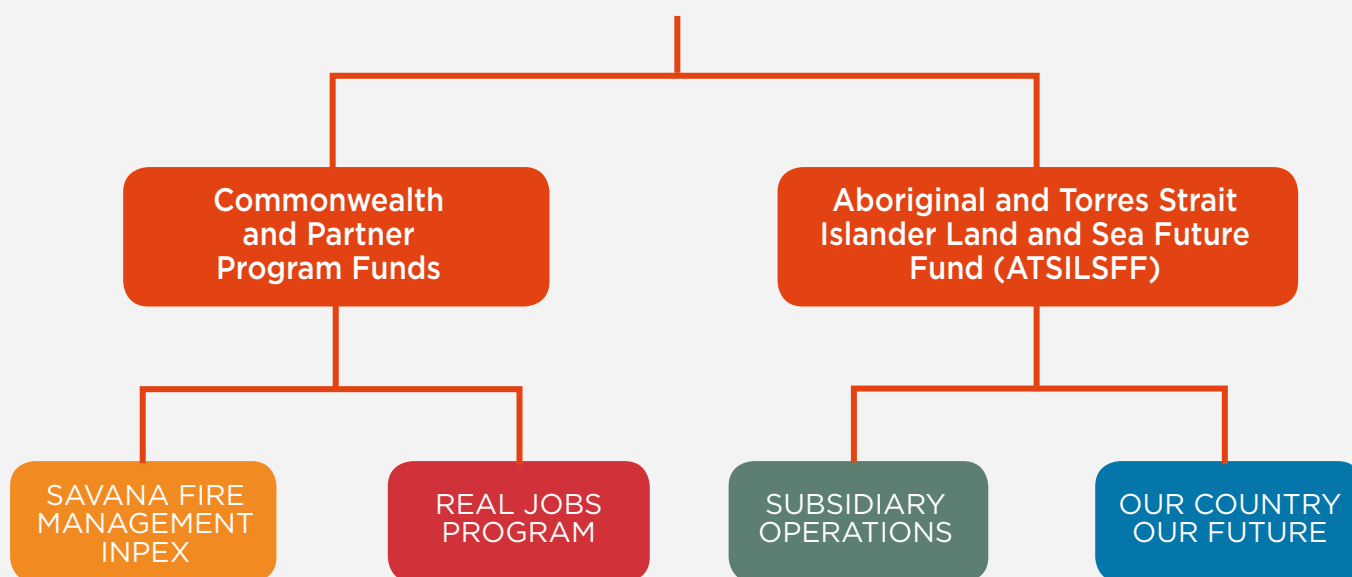 Commonwealth
and Partner
Program Funds
Aboriginal and Torres Strait
Islander Land and Sea Future
Fund (ATSILSFF)
SAVANA FIRE
MANAGEMENT
INPEX
REAL JOBS
PROGRAM
SUBSIDIARY
OPERATIONS
OUR COUNTRY
OUR FUTURE